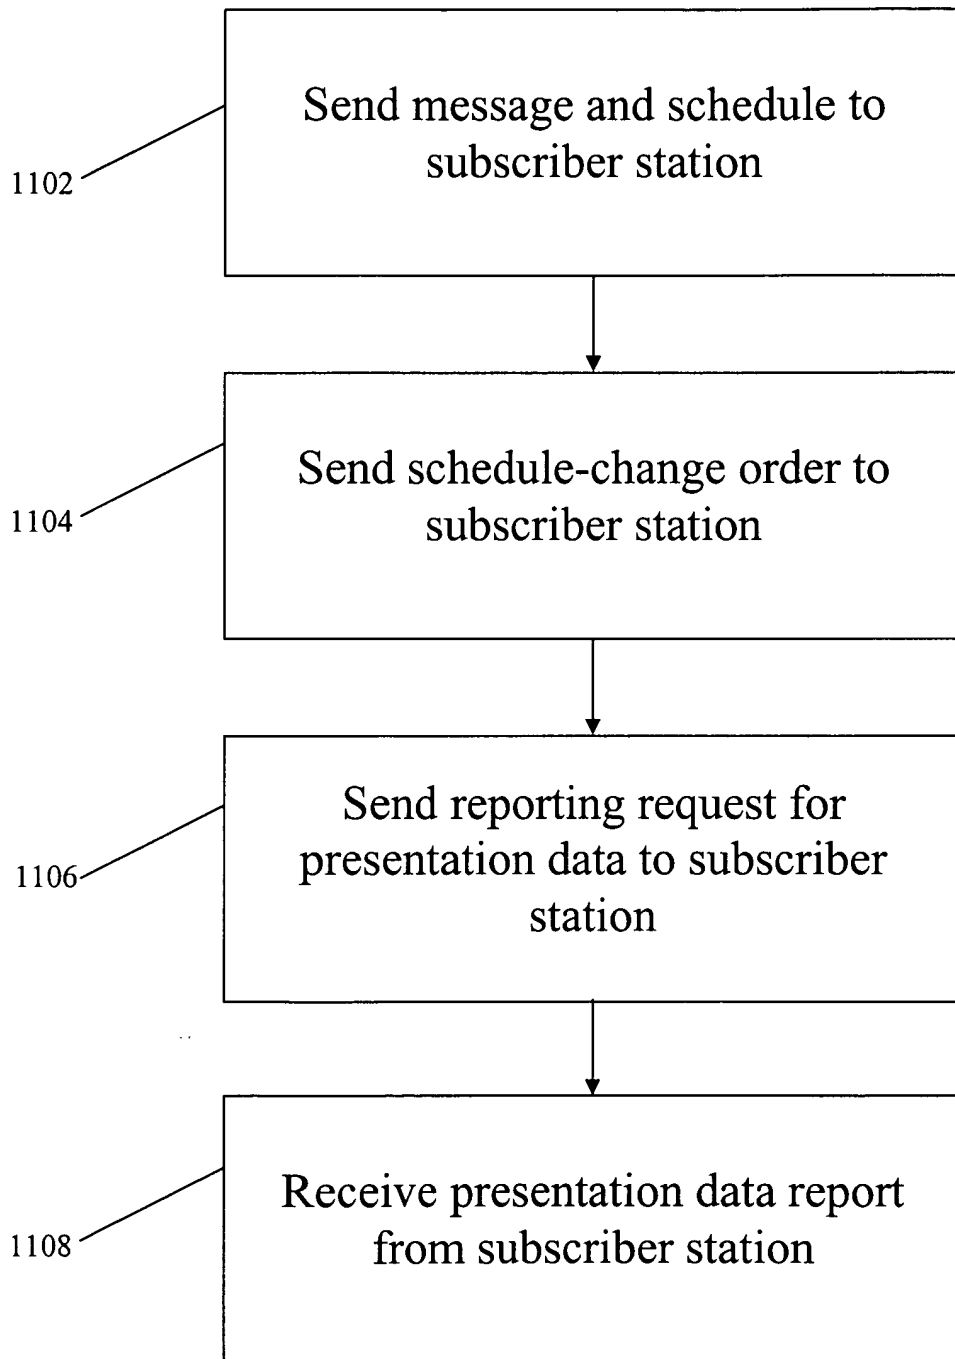 Send message and schedule to
subscriber station
1102
Send schedule-change order to
subscriber station
1104
Send reporting request for
presentation data to subscriber
station
1106
Receive presentation data report
from subscriber station
1108